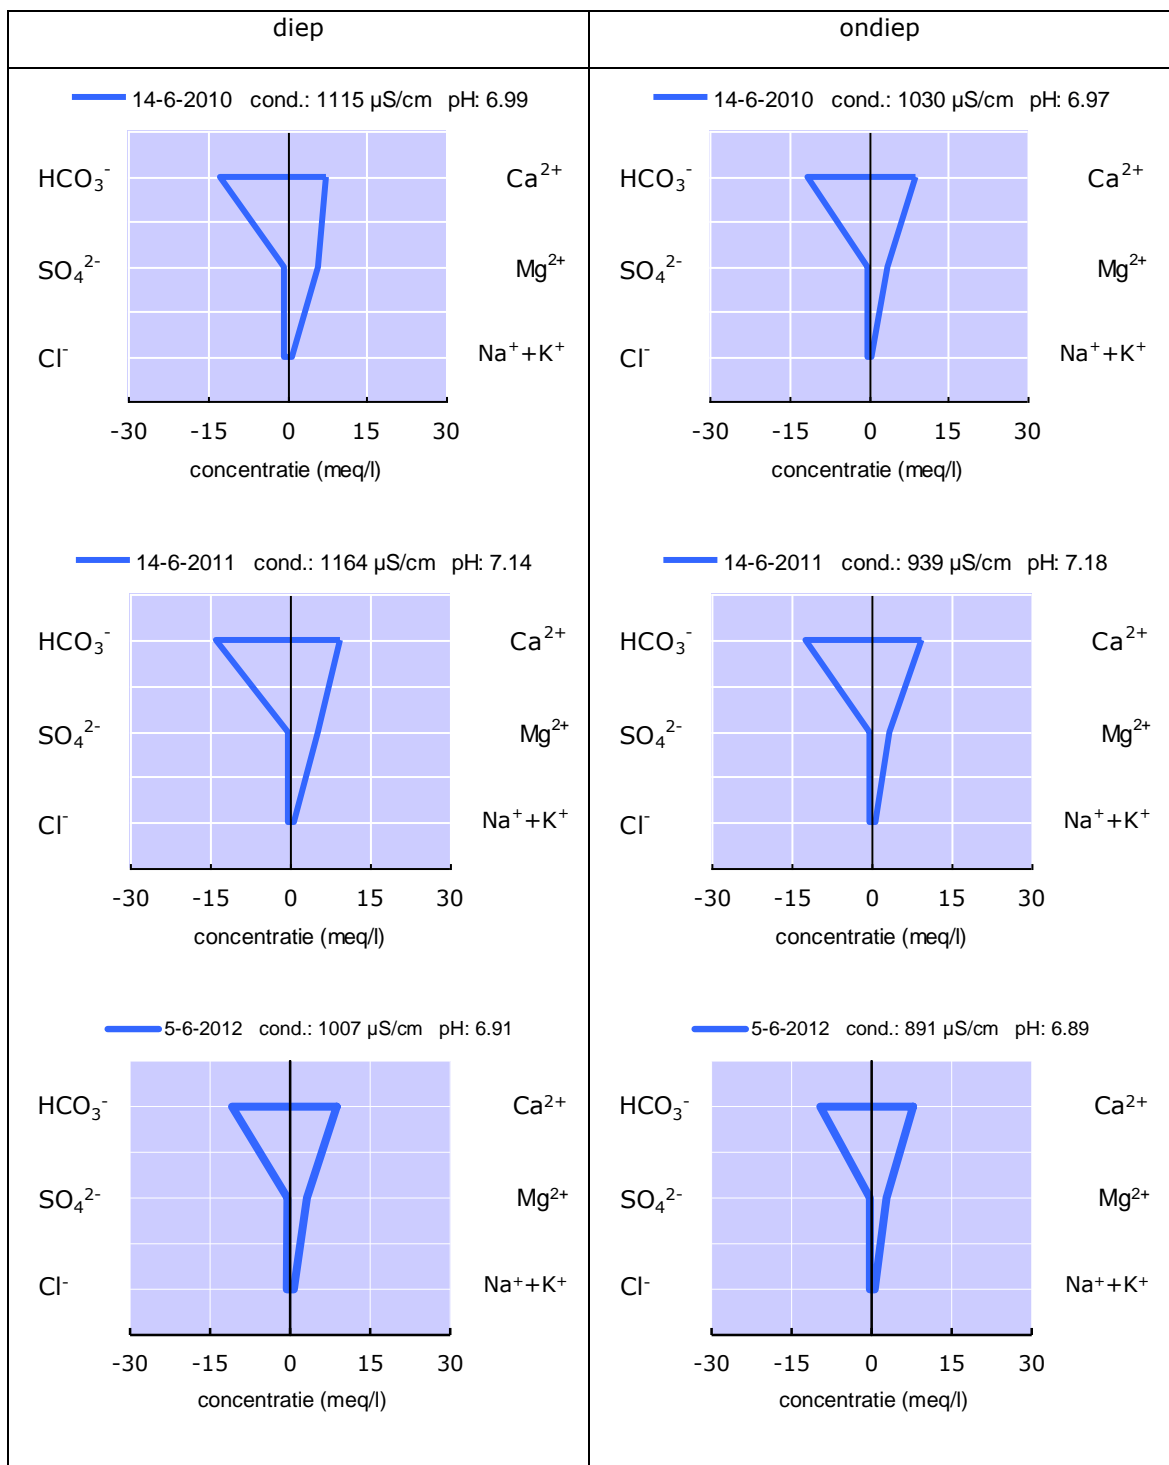 diep
ondiep
14-6-2010 cond.: 1115 µS/cm pH: 6.99
HCO₃⁻
Ca²⁺
SO₄²⁻
Mg²⁺
Cl⁻
Na⁺+K⁺
-30 -15 0 15 30
concentratie (meq/l)
14-6-2010 cond.: 1030 µS/cm pH: 6.97
HCO₃⁻
Ca²⁺
SO₄²⁻
Mg²⁺
Cl⁻
Na⁺+K⁺
-30 -15 0 15 30
concentratie (meq/l)
14-6-2011 cond.: 1164 µS/cm pH: 7.14
HCO₃⁻
Ca²⁺
SO₄²⁻
Mg²⁺
Cl⁻
Na⁺+K⁺
-30 -15 0 15 30
concentratie (meq/l)
14-6-2011 cond.: 939 µS/cm pH: 7.18
HCO₃⁻
Ca²⁺
SO₄²⁻
Mg²⁺
Cl⁻
Na⁺+K⁺
-30 -15 0 15 30
concentratie (meq/l)
5-6-2012 cond.: 1007 µS/cm pH: 6.91
HCO₃⁻
Ca²⁺
SO₄²⁻
Mg²⁺
Cl⁻
Na⁺+K⁺
-30 -15 0 15 30
concentratie (meq/l)
5-6-2012 cond.: 891 µS/cm pH: 6.89
HCO₃⁻
Ca²⁺
SO₄²⁻
Mg²⁺
Cl⁻
Na⁺+K⁺
-30 -15 0 15 30
concentratie (meq/l)